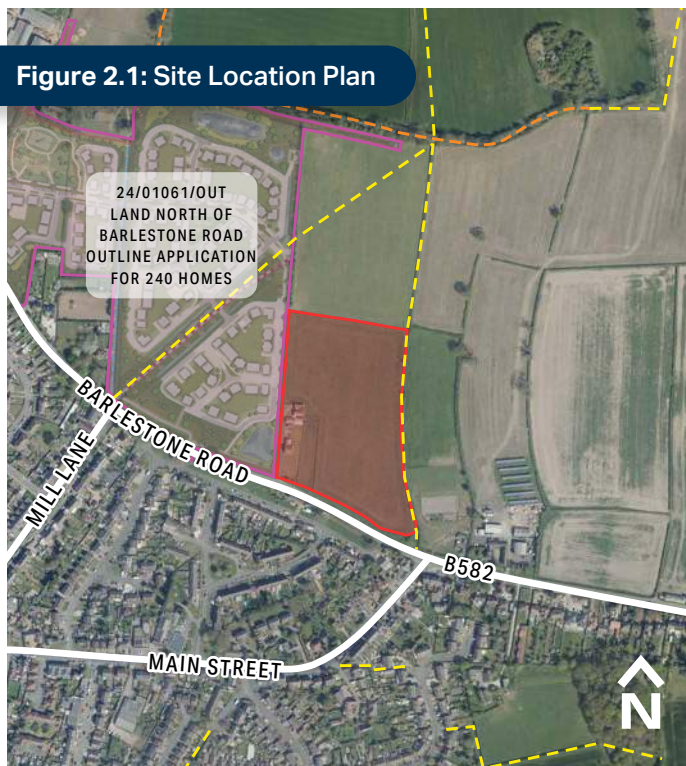 Figure 2.1: Site Location Plan
24/01061/OUT
LAND NORTH OF
BARLESTONE ROAD
OUTLINE APPLICATION
FOR 240 HOMES
BARLESTONE ROAD
MILL LANE
B582
MAIN STREET
N